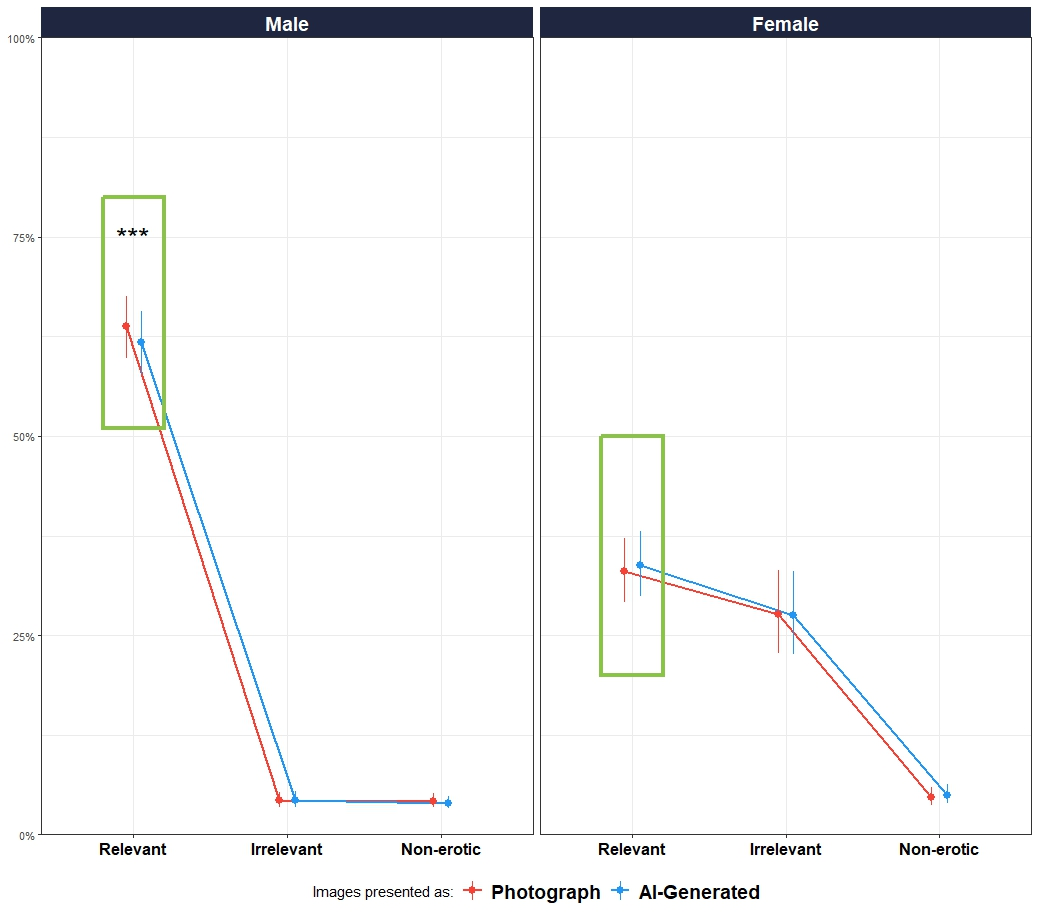 Male Female
100%
75%
50%
25%
0%
***
Relevant Irrelevant Non-erotic Relevant Irrelevant Non-erotic
Images presented as: Photograph AI-Generated